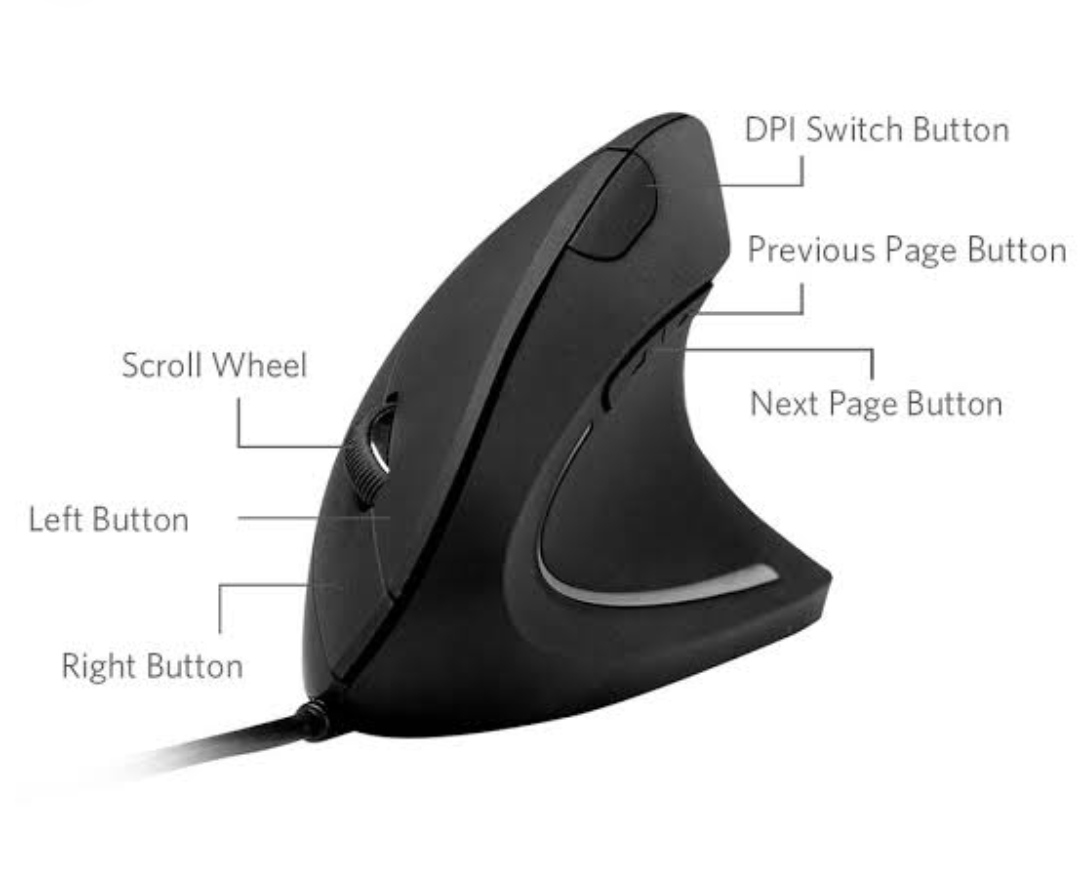 DPI Switch Button
Previous Page Button
Scroll Wheel
Next Page Button
Left Button
Right Button